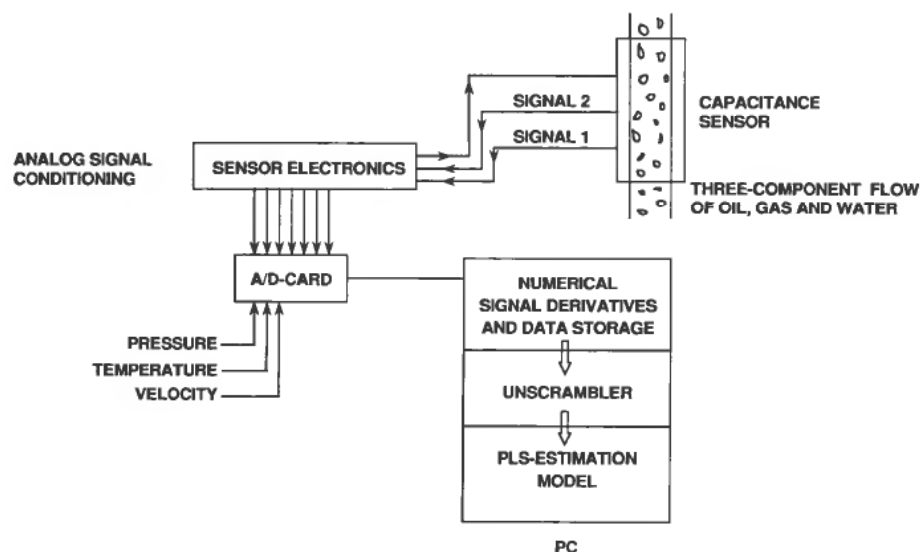 SIGNAL 2
SIGNAL 1
CAPACITANCE
SENSOR
ANALOG SIGNAL
CONDITIONING
SENSOR ELECTRONICS
THREE-COMPONENT FLOW
OF OIL, GAS AND WATER
A/D-CARD
NUMERICAL
SIGNAL DERIVATIVES
AND DATA STORAGE
PRESSURE
TEMPERATURE
VELOCITY
UNSCRAMBLER
PLS-ESTIMATION
MODEL
PC